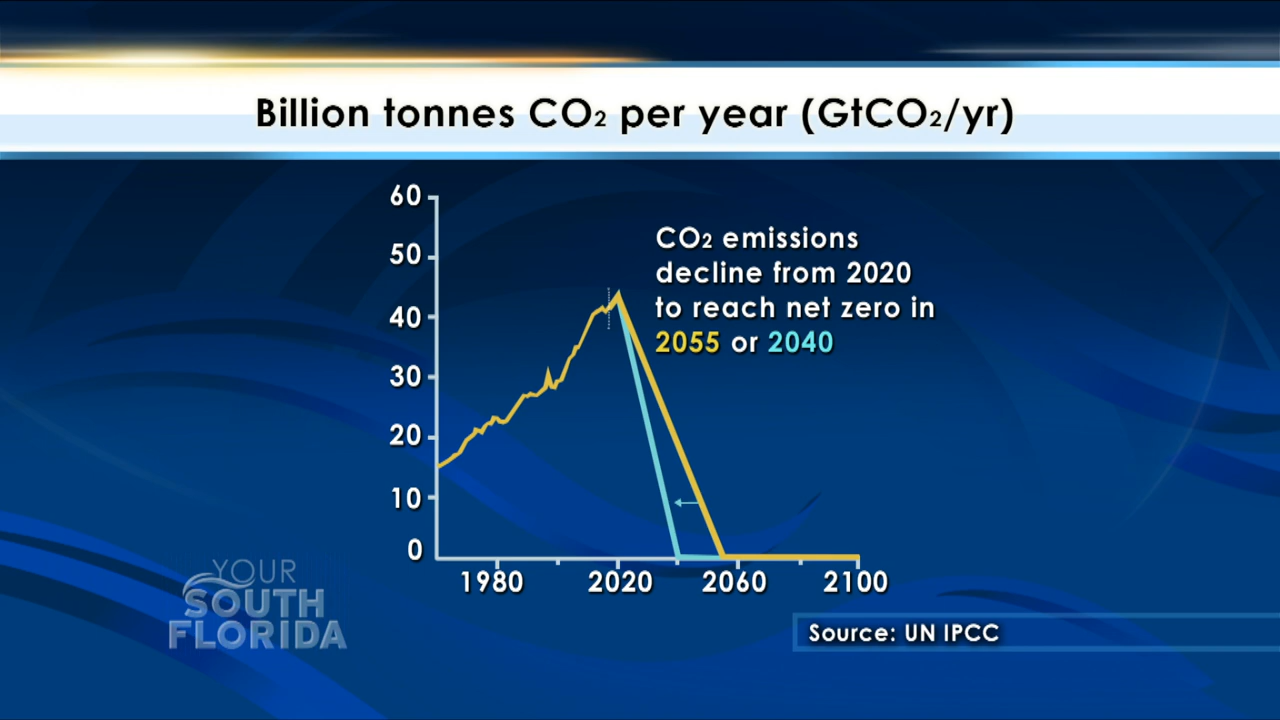 Billion tonnes CO₂ per year (GtCO₂/yr)
60
50
40
30
20
10
0
CO₂ emissions
decline from 2020
to reach net zero in
2055 or 2040
1980 2020 2060 2100
YOUR
SOUTH
FLORIDA
Source: UN IPCC